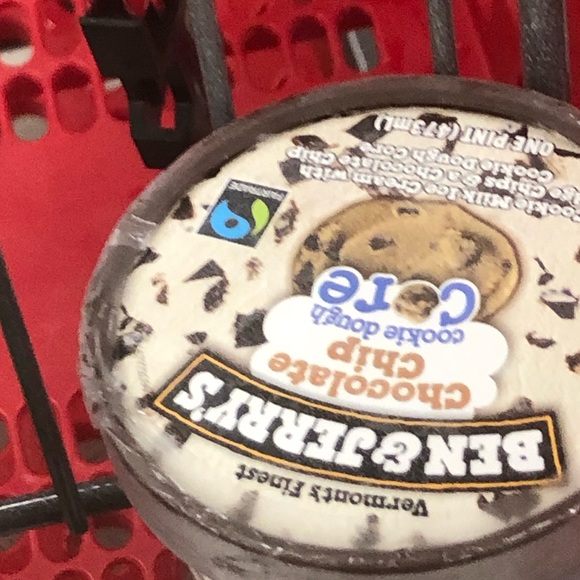 Vermont's Finest
BEN & JERRY'S
Chocolate
Chip
cookie dough
Core
Cookie Milk Ice Cream with
Chips & a Chocolate Chip
Cookie Dough Core
ONE PINT (473mL)
FAIRTRADE